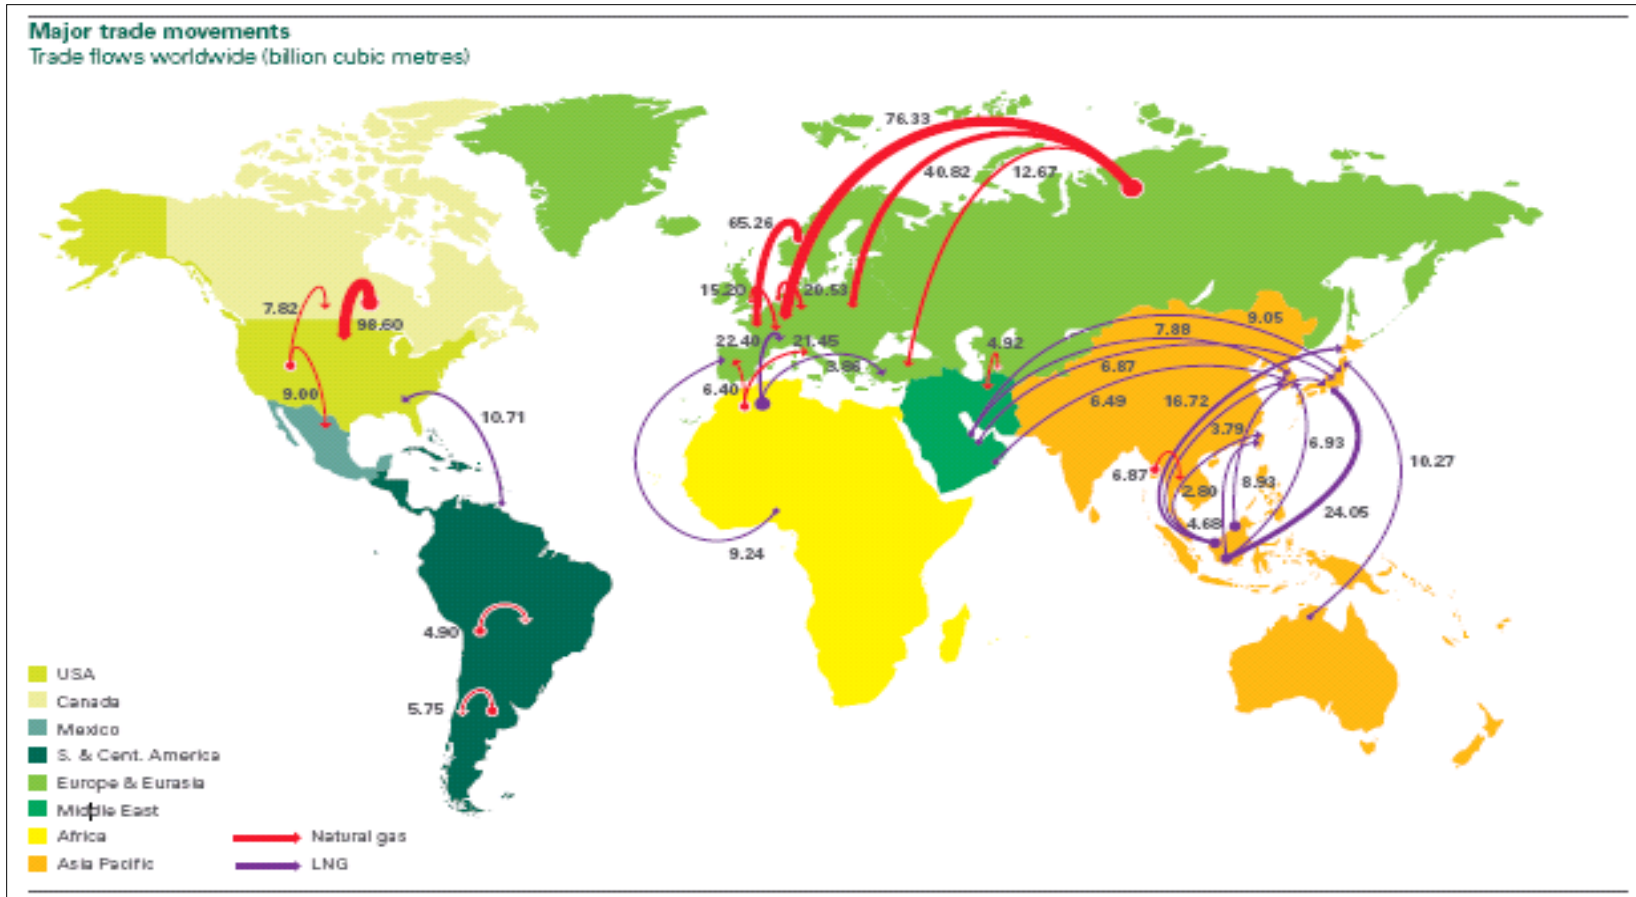 Major trade movements
Trade flows worldwide (billion cubic metres)
76.33
40.82
12.67
65.26
15.20
20.53
7.82
98.60
9.05
7.88
22.40
21.45
4.92
3.86
6.87
6.40
9.00
6.49
16.72
10.71
3.79
6.93
10.27
6.87
8.93
2.80
24.05
4.68
9.24
4.90
5.75
USA
Canada
Mexico
S. & Cent. America
Europe & Eurasia
Middle East
Africa
Natural gas
Asia Pacific
LNG